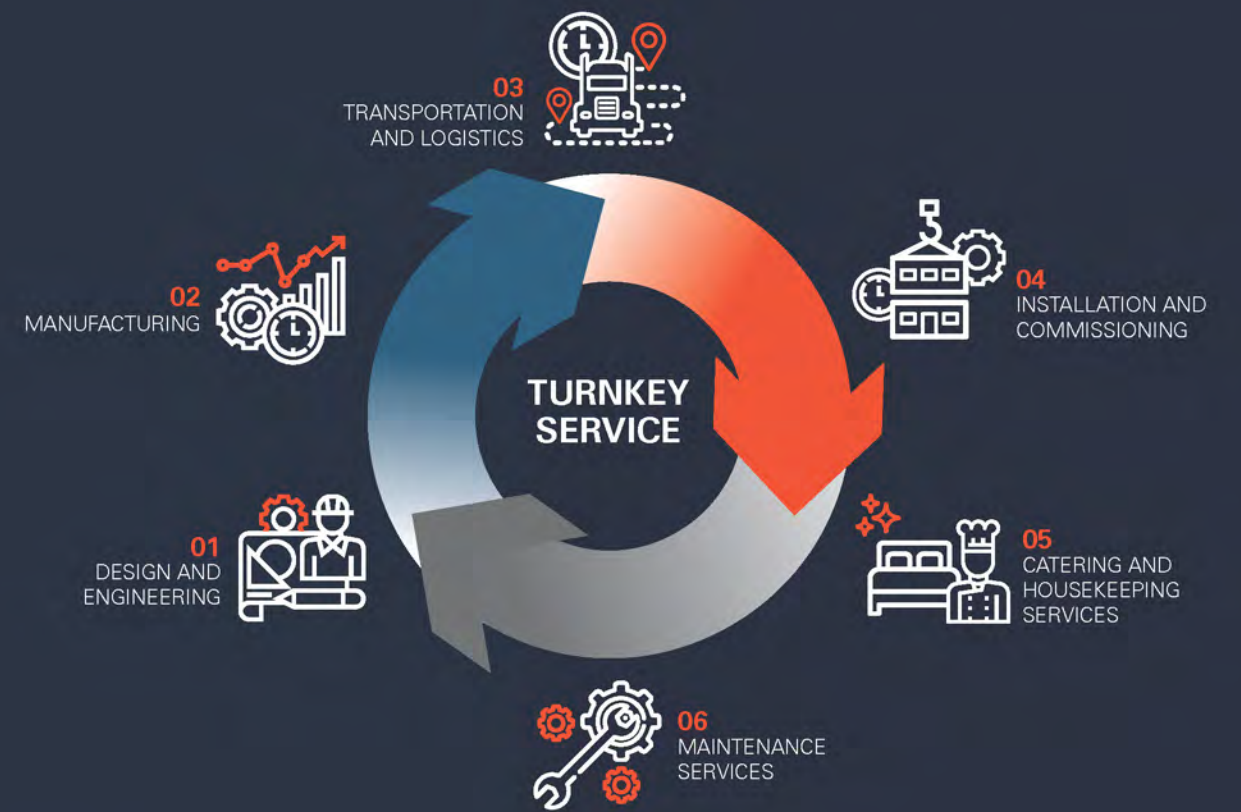 03
TRANSPORTATION
AND LOGISTICS
02
MANUFACTURING
04
INSTALLATION AND
COMMISSIONING
TURNKEY
SERVICE
01
DESIGN AND
ENGINEERING
05
CATERING AND
HOUSEKEEPING
SERVICES
06
MAINTENANCE
SERVICES